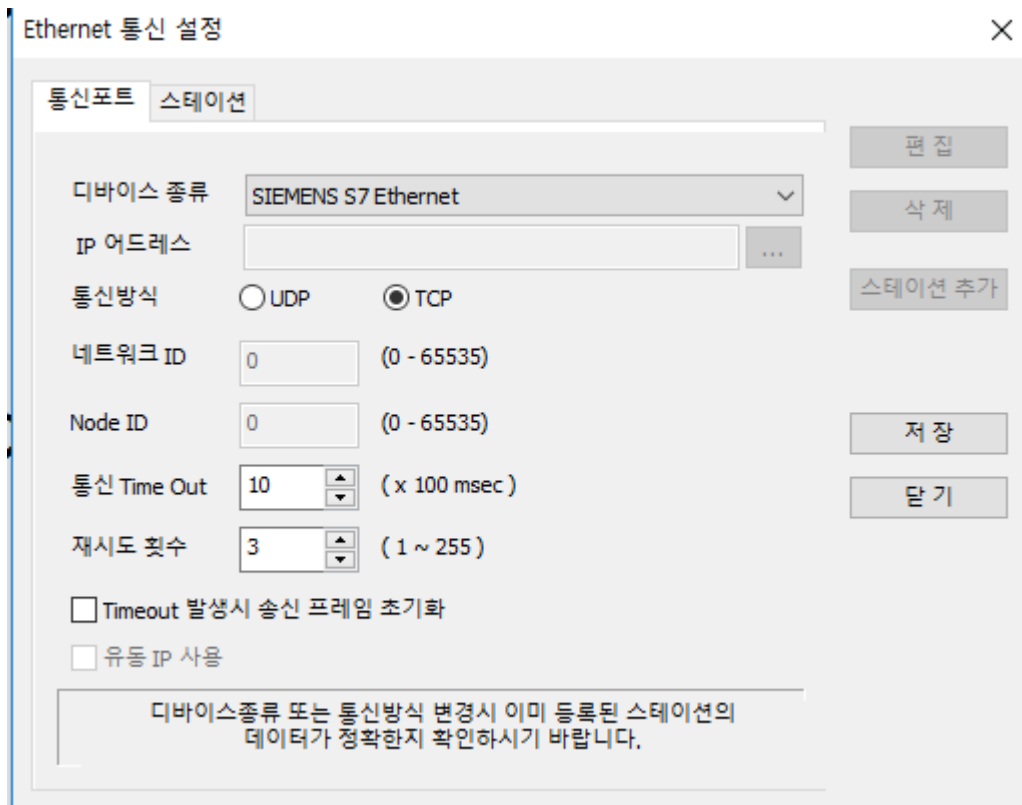 Ethernet 통신 설정
통신포트 스테이션
편 집
디바이스 종류 SIEMENS S7 Ethernet
삭 제
IP 어드레스 ...
스테이션 추가
통신방식 UDP TCP
네트워크 ID 0 (0 - 65535)
Node ID 0 (0 - 65535)
저 장
통신 Time Out 10 ( x 100 msec )
닫 기
재시도 횟수 3 ( 1 ~ 255 )
Timeout 발생시 송신 프레임 초기화
유동 IP 사용
디바이스종류 또는 통신방식 변경시 이미 등록된 스테이션의
데이터가 정확한지 확인하시기 바랍니다.